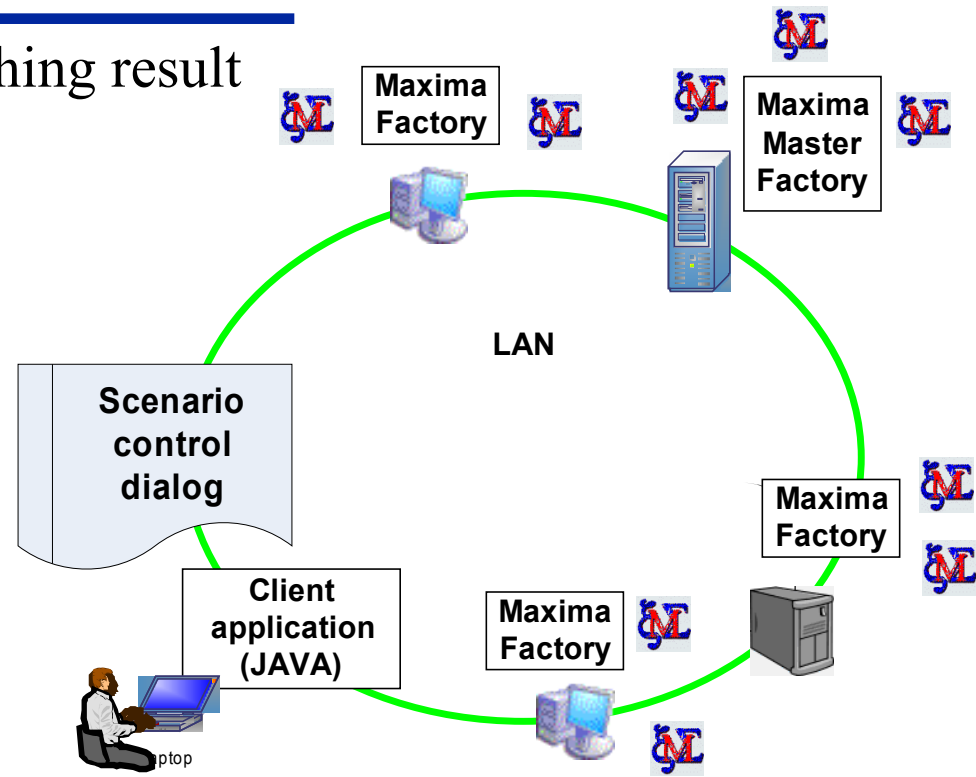 hing result
Maxima
Factory
Maxima
Master
Factory
LAN
Scenario
control
dialog
Maxima
Factory
Client
application
(JAVA)
Maxima
Factory
ptop